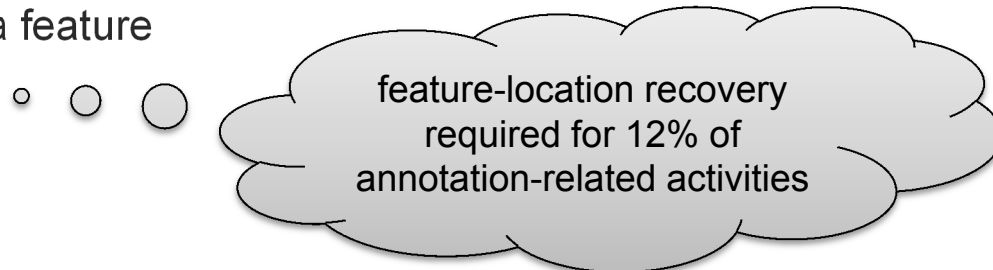 a feature
feature-location recovery
required for 12% of
annotation-related activities